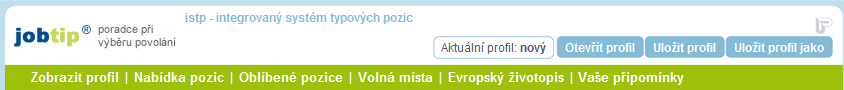 istp - integrovaný systém typových pozic
jobtip® poradce při
výběru povolání
Aktuální profil: nový Otevřít profil Uložit profil Uložit profil jako
Zobrazit profil | Nabídka pozic | Oblíbené pozice | Volná místa | Evropský životopis | Vaše připomínky